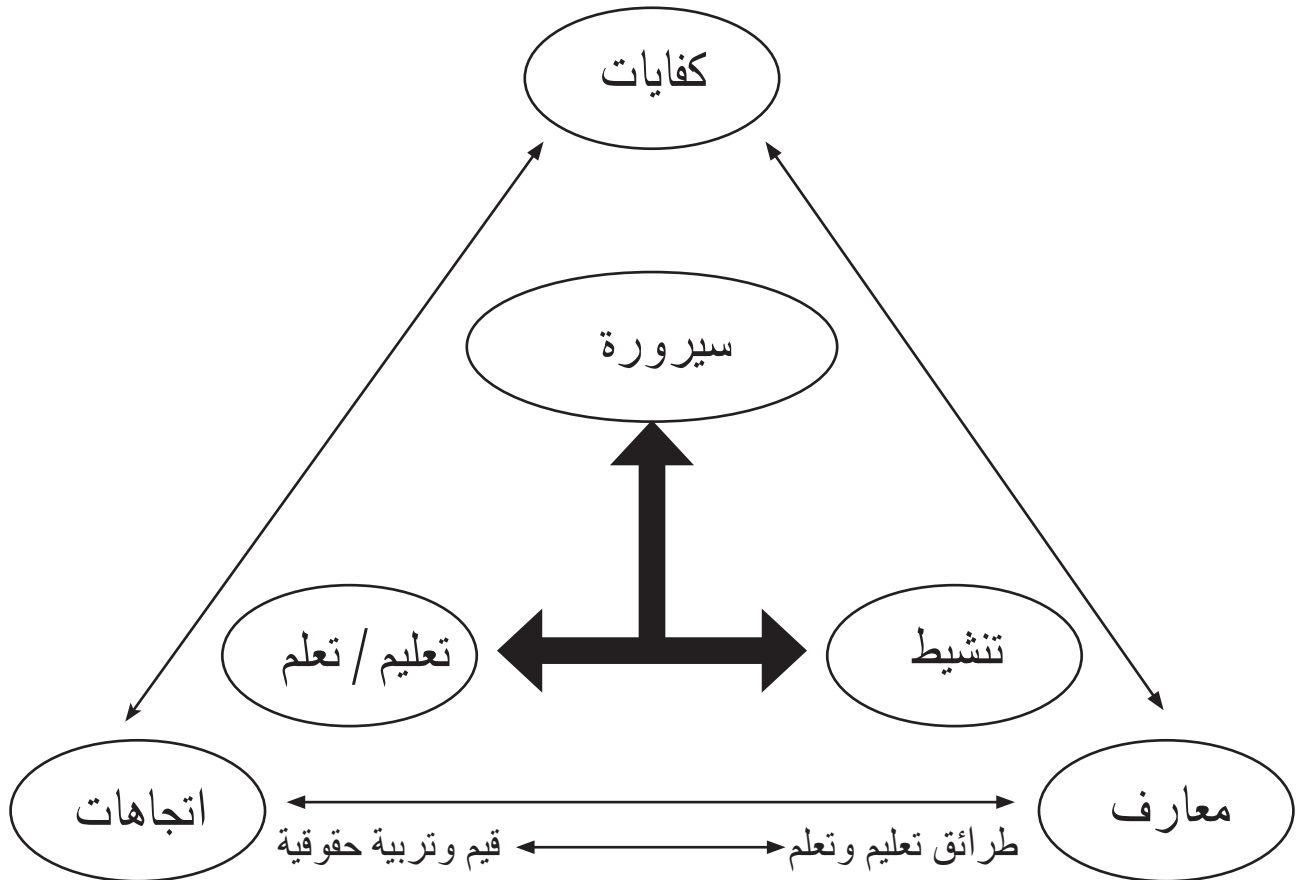 كفايات
سيرورة
تنشيط
تعليم / تعلم
معارف
اتجاهات
طرائق تعليم وتعلم
قيم وتربية حقوقية